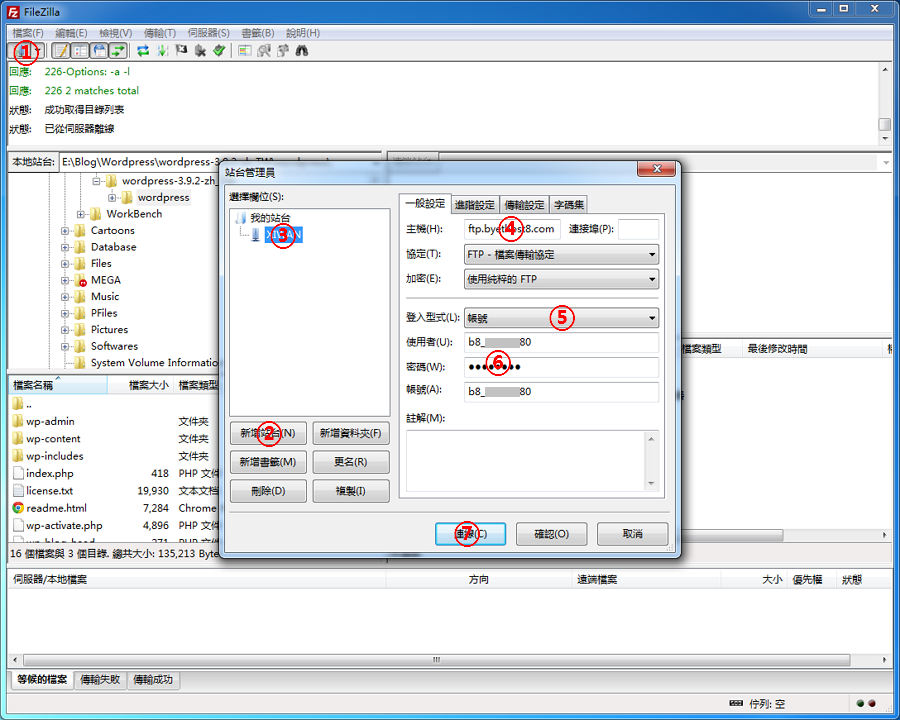 FileZilla
檔案(F) 編輯(E) 檢視(V) 傳輸(T) 伺服器(S) 書籤(B) 說明(H)
①
回應: 226-Options: -a -l
回應: 226 2 matches total
狀態: 成功取得目錄列表
狀態: 已從伺服器離線
本地站台: E:\Blog\Wordpress\wordpress-3.9.2-zh_TW\wordpress\
wordpress-3.9.2-zh_
wordpress
WorkBench
Cartoons
Database
Files
MEGA
Music
PFiles
Pictures
Softwares
System Volume Informatio
檔案名稱 檔案大小 檔案類型
..
wp-admin 文件夾
wp-content 文件夾
wp-includes 文件夾
index.php 418 PHP 文件
license.txt 19,930 文本文档
readme.html 7,284 Chrome
wp-activate.php 4,896 PHP 文件
wp-blog-head 271 PHP 文件
16 個檔案與 3 個目錄. 總共大小: 135,213 Byte
站台管理員
選擇欄位(S):
我的站台
③
新增站台(N) 新增資料夾(F)
②
新增書籤(M) 更名(R)
刪除(D) 複製(I)
一般設定 進階設定 傳輸設定 字碼集
主機(H): ftp.byethost8.com 連接埠(P):
④
協定(T): FTP - 檔案傳輸協定
加密(E): 使用純粹的 FTP
登入型式(L): 帳號
⑤
使用者(U): b8_ 80
密碼(W): ●●●●●●●●
⑥
帳號(A): b8_ 80
註解(M):
連線(C) 確認(O) 取消
⑦
檔案類型 最後修改時間
伺服器/本地檔案 方向 遠端檔案 大小 優先權 狀態
等候的檔案 傳輸失敗 傳輸成功
佇列: 空